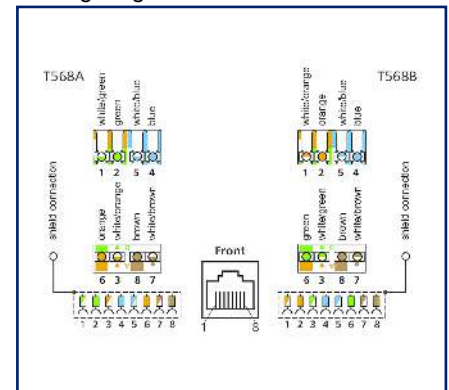 T568A
T568B
white/green
green
white/blue
blue
white/orange
orange
white/blue
blue
1 2 5 4
1 2 5 4
shield connection
orange
white/orange
brown
white/brown
green
white/green
brown
white/brown
shield connection
6 3 8 7
Front
6 3 8 7
1 2 3 4 5 6 7 8
1 8
1 2 3 4 5 6 7 8